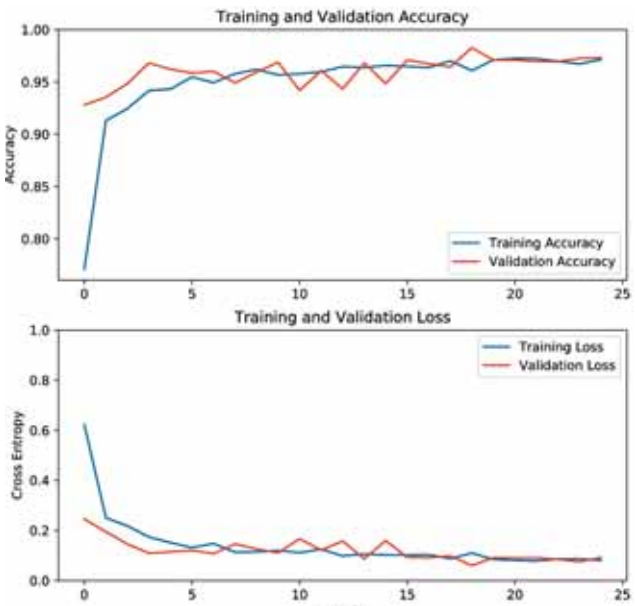 Training and Validation Accuracy
1.00
0.95
0.90
0.85
0.80
Accuracy
Training Accuracy
Validation Accuracy
0 5 10 15 20 25
Training and Validation Loss
1.0
0.8
0.6
0.4
0.2
0.0
Cross Entropy
Training Loss
Validation Loss
0 5 10 15 20 25